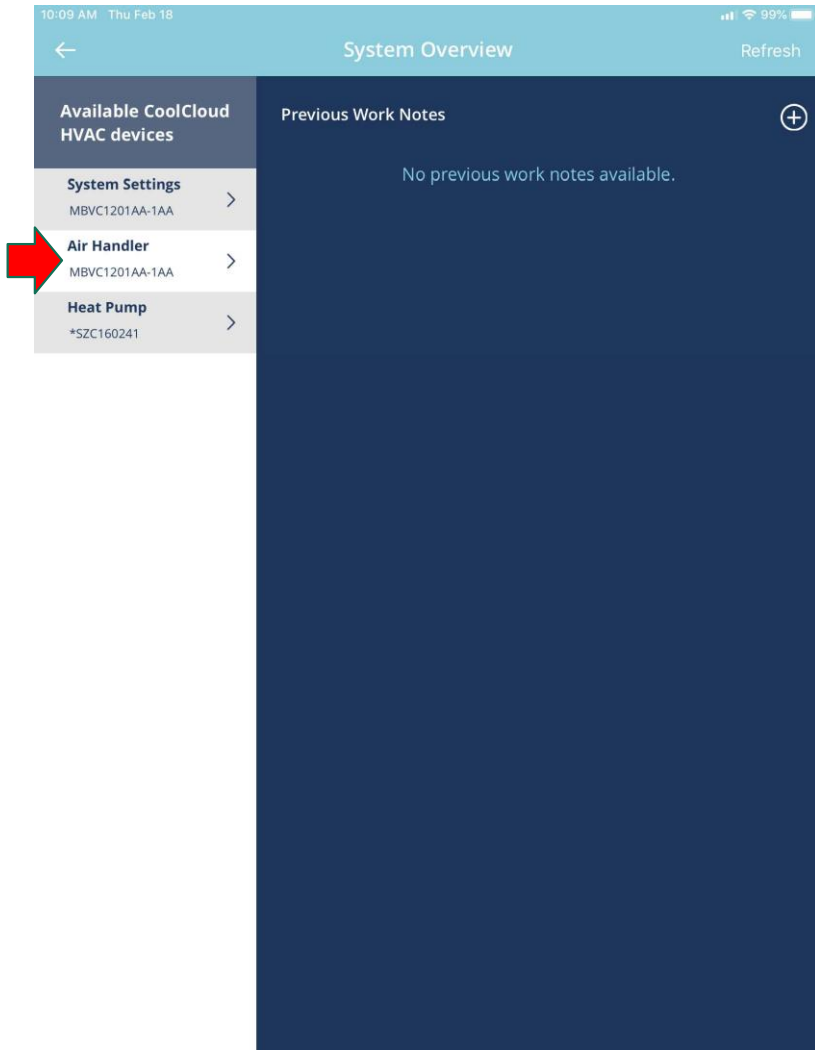 10:09 AM Thu Feb 18
99%
System Overview
Refresh
Available CoolCloud
HVAC devices
System Settings
MBVC1201AA-1AA
Air Handler
MBVC1201AA-1AA
Heat Pump
*SZC160241
Previous Work Notes
No previous work notes available.